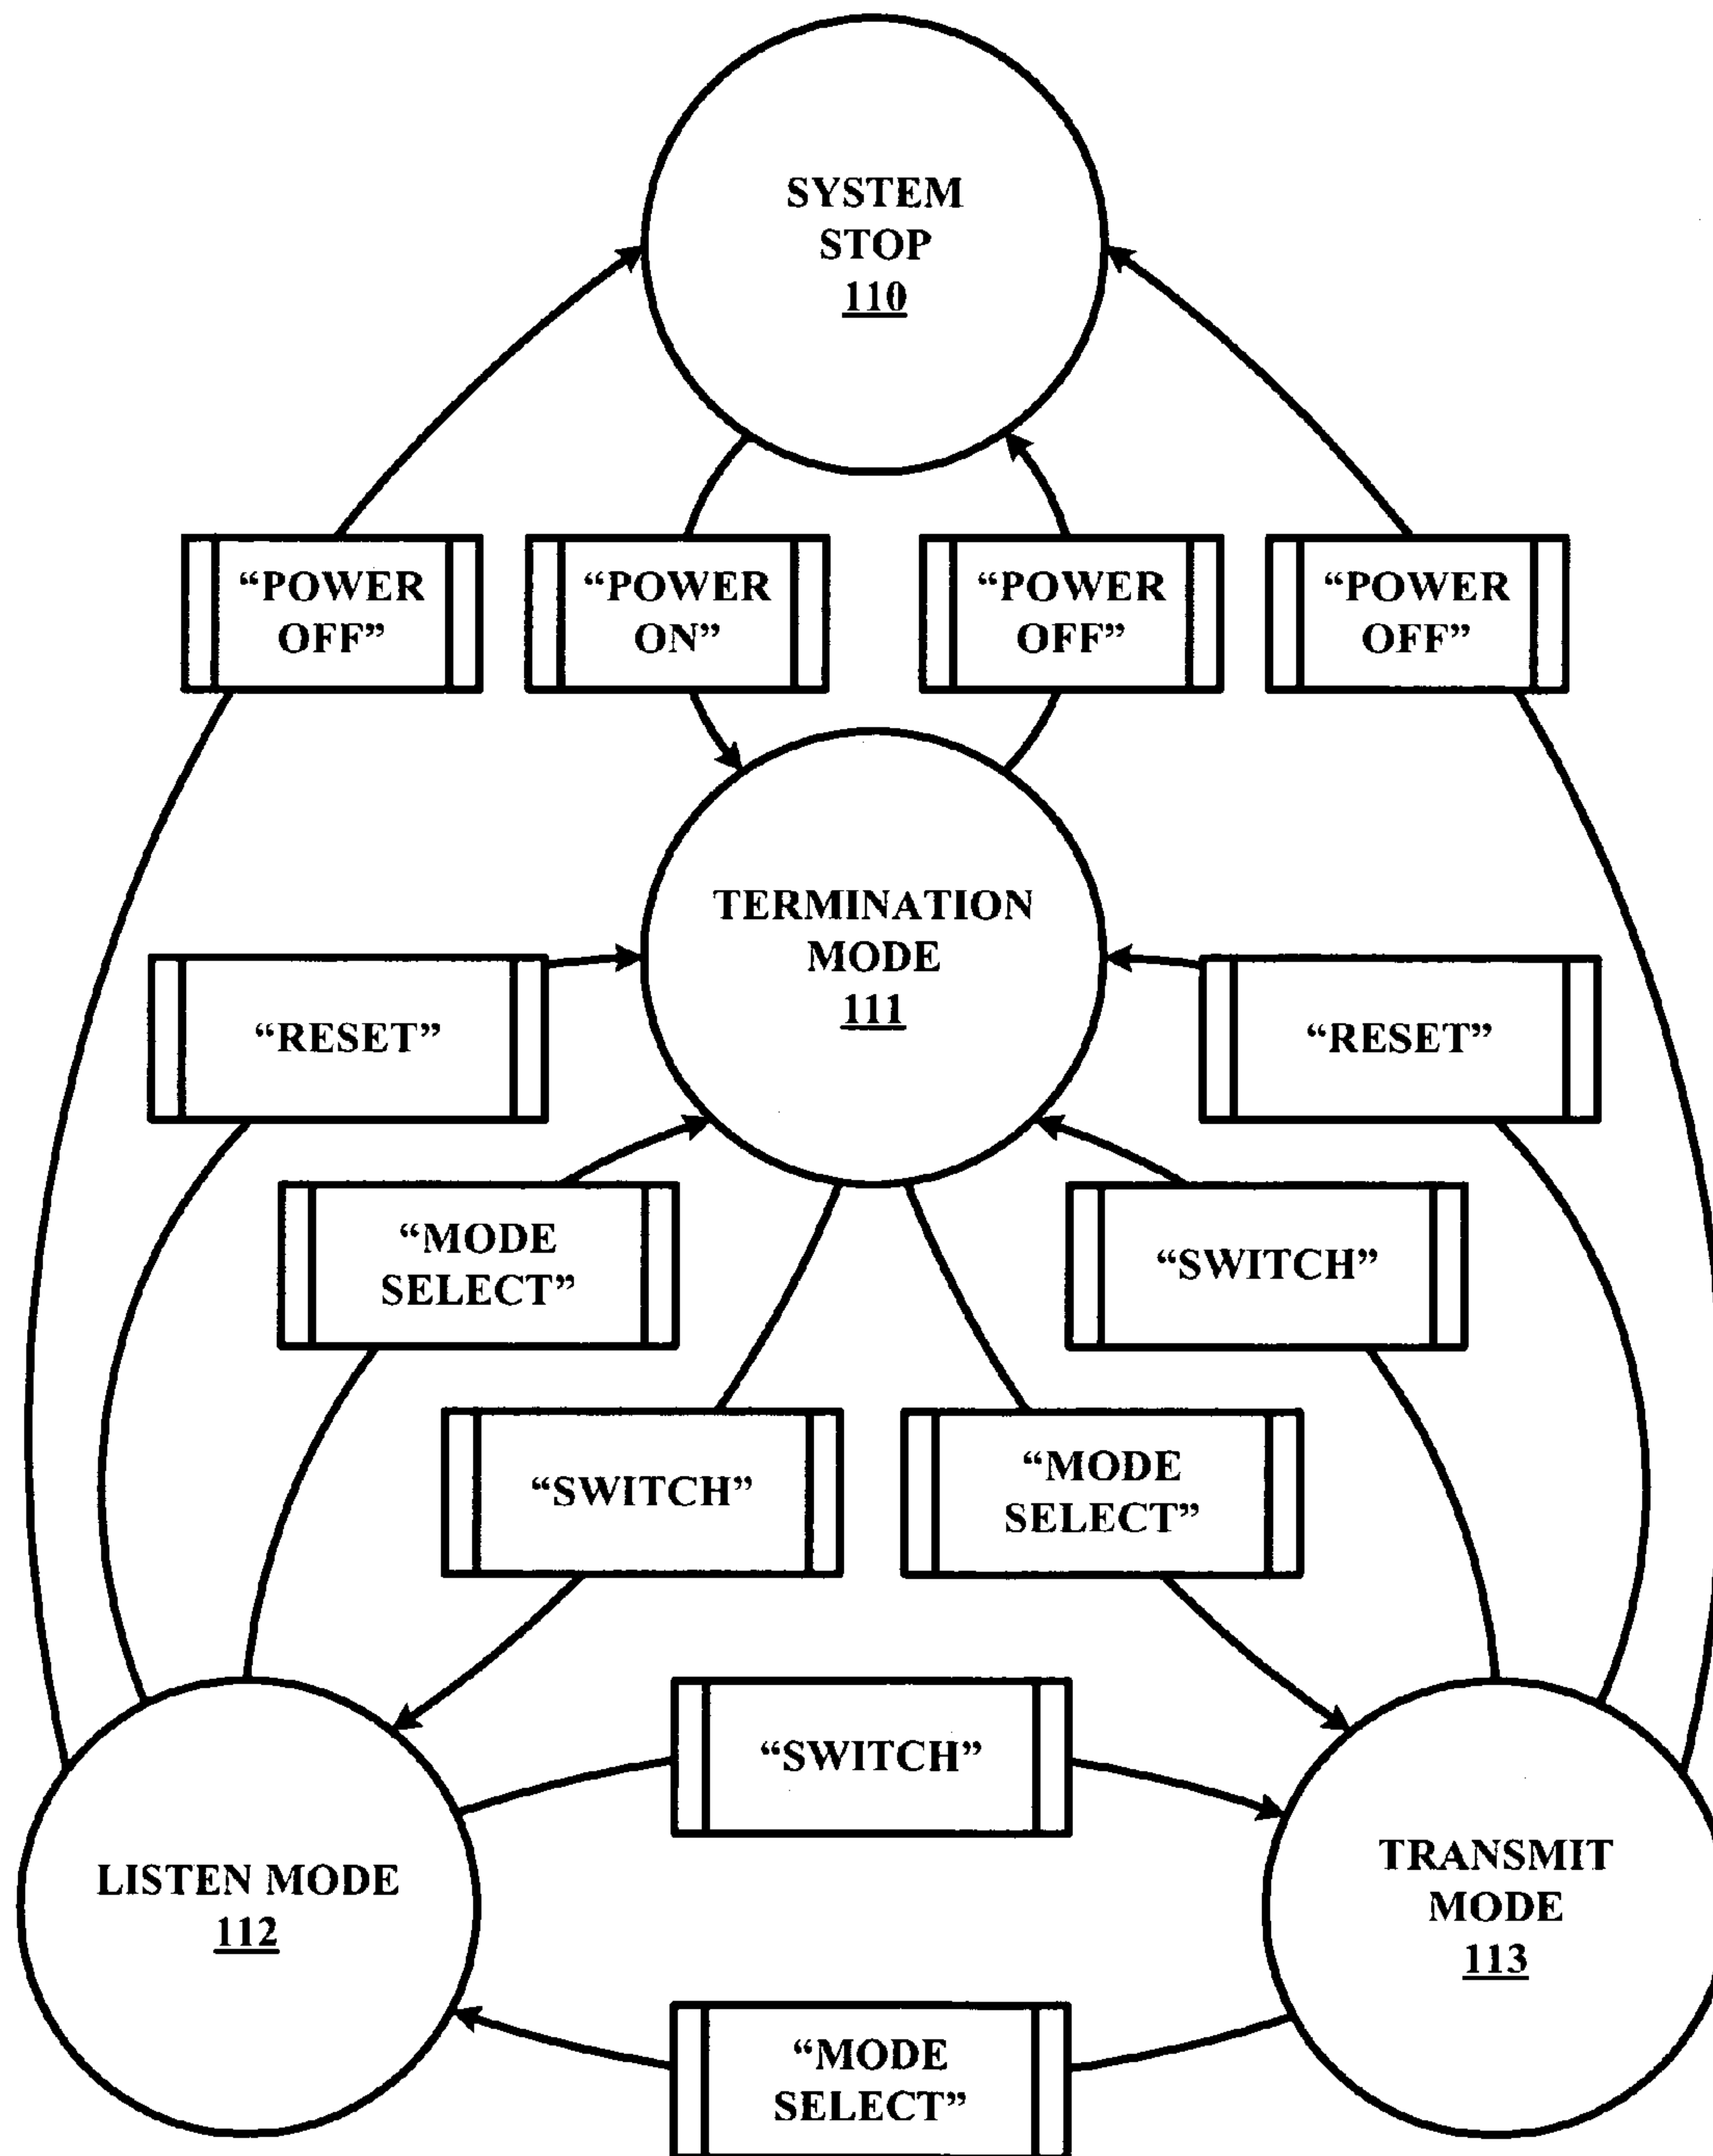 SYSTEM
STOP
110
“POWER
OFF”
“POWER
ON”
“POWER
OFF”
“POWER
OFF”
TERMINATION
MODE
111
“RESET”
“RESET”
“MODE
SELECT”
“SWITCH”
“SWITCH”
“MODE
SELECT”
“SWITCH”
LISTEN MODE
112
TRANSMIT
MODE
113
“MODE
SELECT”